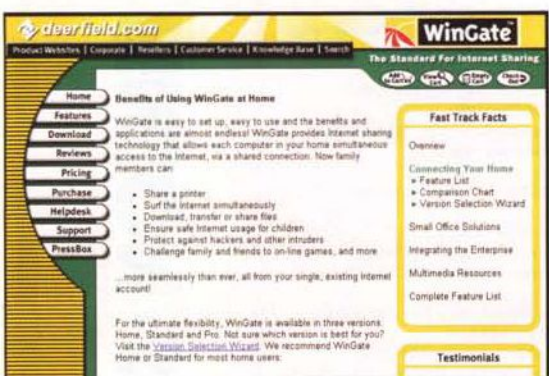 deerfield.com
WinGate
Product Websites | Corporate | Resellers | Customer Service | Knowledge Base | Search
The Standard For Internet Sharing
Add to Cart View Cart Empty Cart Check Out
Home
Features
Download
Reviews
Pricing
Purchase
Helpdesk
Support
PressBox
Benefits of Using WinGate at Home
WinGate is easy to set up, easy to use and the benefits and
applications are almost endless! WinGate provides Internet sharing
technology that allows each computer in your home simultaneous
access to the Internet, via a shared connection. Now family
members can:
• Share a printer
• Surf the Internet simultaneously
• Download, transfer or share files
• Ensure safe Internet usage for children
• Protect against hackers and other intruders
• Challenge family and friends to on-line games, and more
...more seamlessly than ever, all from your single, existing Internet
account!
For the ultimate flexibility, WinGate is available in three versions:
Home, Standard and Pro. Not sure which version is best for you?
Visit the Version Selection Wizard. We recommend WinGate
Home or Standard for most home users:
Fast Track Facts
Overview
Connecting Your Home
Feature List
Comparison Chart
Version Selection Wizard
Small Office Solutions
Integrating the Enterprise
Multimedia Resources
Complete Feature List
Testimonials